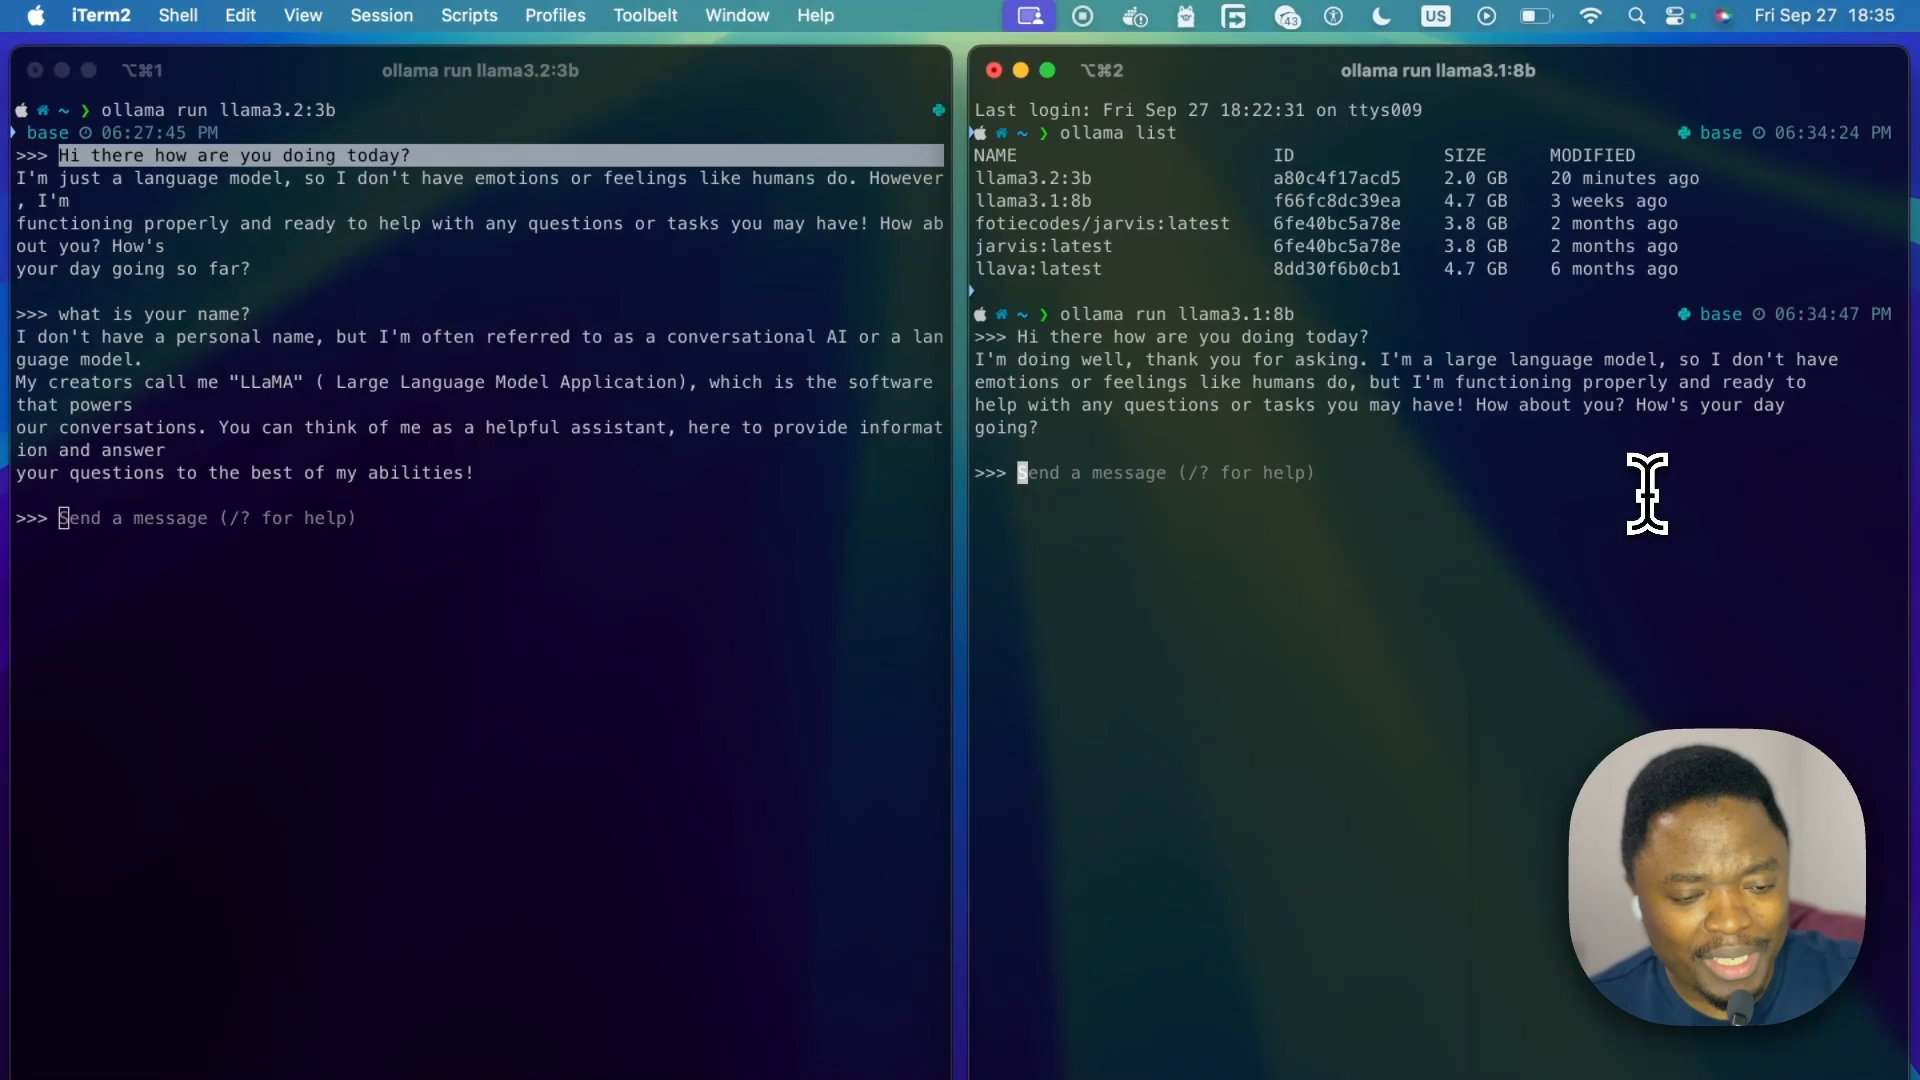 iTerm2 Shell Edit View Session Scripts Profiles Toolbelt Window Help 43 US Fri Sep 27 18:35
⌥⌘1 ollama run llama3.2:3b
~ ❯ ollama run llama3.2:3b
base 06:27:45 PM
>>> Hi there how are you doing today?
I'm just a language model, so I don't have emotions or feelings like humans do. However
, I'm
functioning properly and ready to help with any questions or tasks you may have! How ab
out you? How's
your day going so far?
>>> what is your name?
I don't have a personal name, but I'm often referred to as a conversational AI or a lan
guage model.
My creators call me "LLaMA" ( Large Language Model Application), which is the software
that powers
our conversations. You can think of me as a helpful assistant, here to provide informat
ion and answer
your questions to the best of my abilities!
>>> Send a message (/? for help)
⌥⌘2 ollama run llama3.1:8b
Last login: Fri Sep 27 18:22:31 on ttys009
~ ❯ ollama list base 06:34:24 PM
NAME ID SIZE MODIFIED
llama3.2:3b a80c4f17acd5 2.0 GB 20 minutes ago
llama3.1:8b f66fc8dc39ea 4.7 GB 3 weeks ago
fotiecodes/jarvis:latest 6fe40bc5a78e 3.8 GB 2 months ago
jarvis:latest 6fe40bc5a78e 3.8 GB 2 months ago
llava:latest 8dd30f6b0cb1 4.7 GB 6 months ago
~ ❯ ollama run llama3.1:8b base 06:34:47 PM
>>> Hi there how are you doing today?
I'm doing well, thank you for asking. I'm a large language model, so I don't have
emotions or feelings like humans do, but I'm functioning properly and ready to
help with any questions or tasks you may have! How about you? How's your day
going?
>>> Send a message (/? for help)